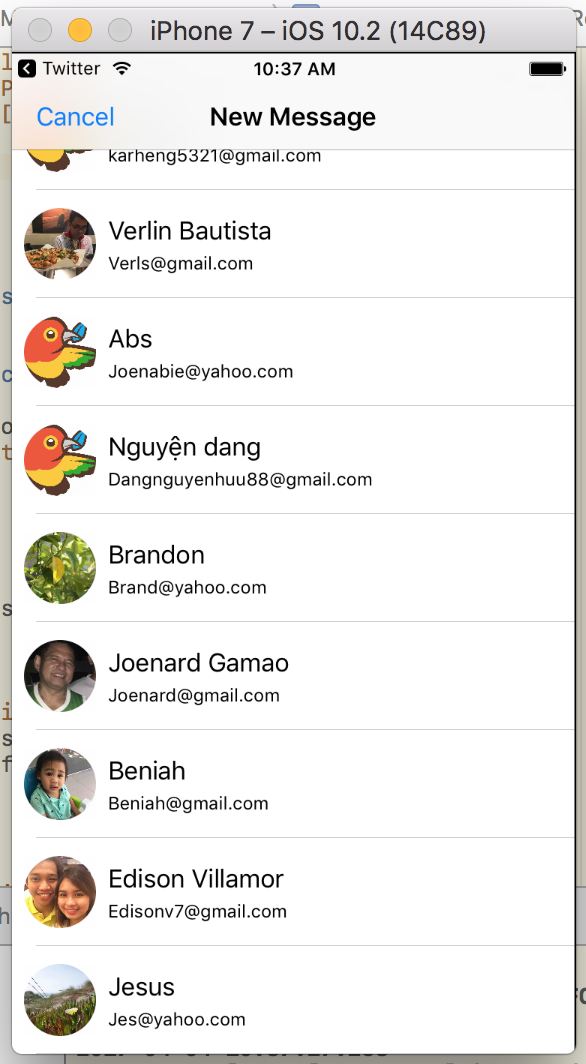 iPhone 7 – iOS 10.2 (14C89)
Twitter 10:37 AM
Cancel New Message
karheng5321@gmail.com
Verlin Bautista
Verls@gmail.com
Abs
Joenabie@yahoo.com
Nguyện dang
Dangnguyenhuu88@gmail.com
Brandon
Brand@yahoo.com
Joenard Gamao
Joenard@gmail.com
Beniah
Beniah@gmail.com
Edison Villamor
Edisonv7@gmail.com
Jesus
Jes@yahoo.com